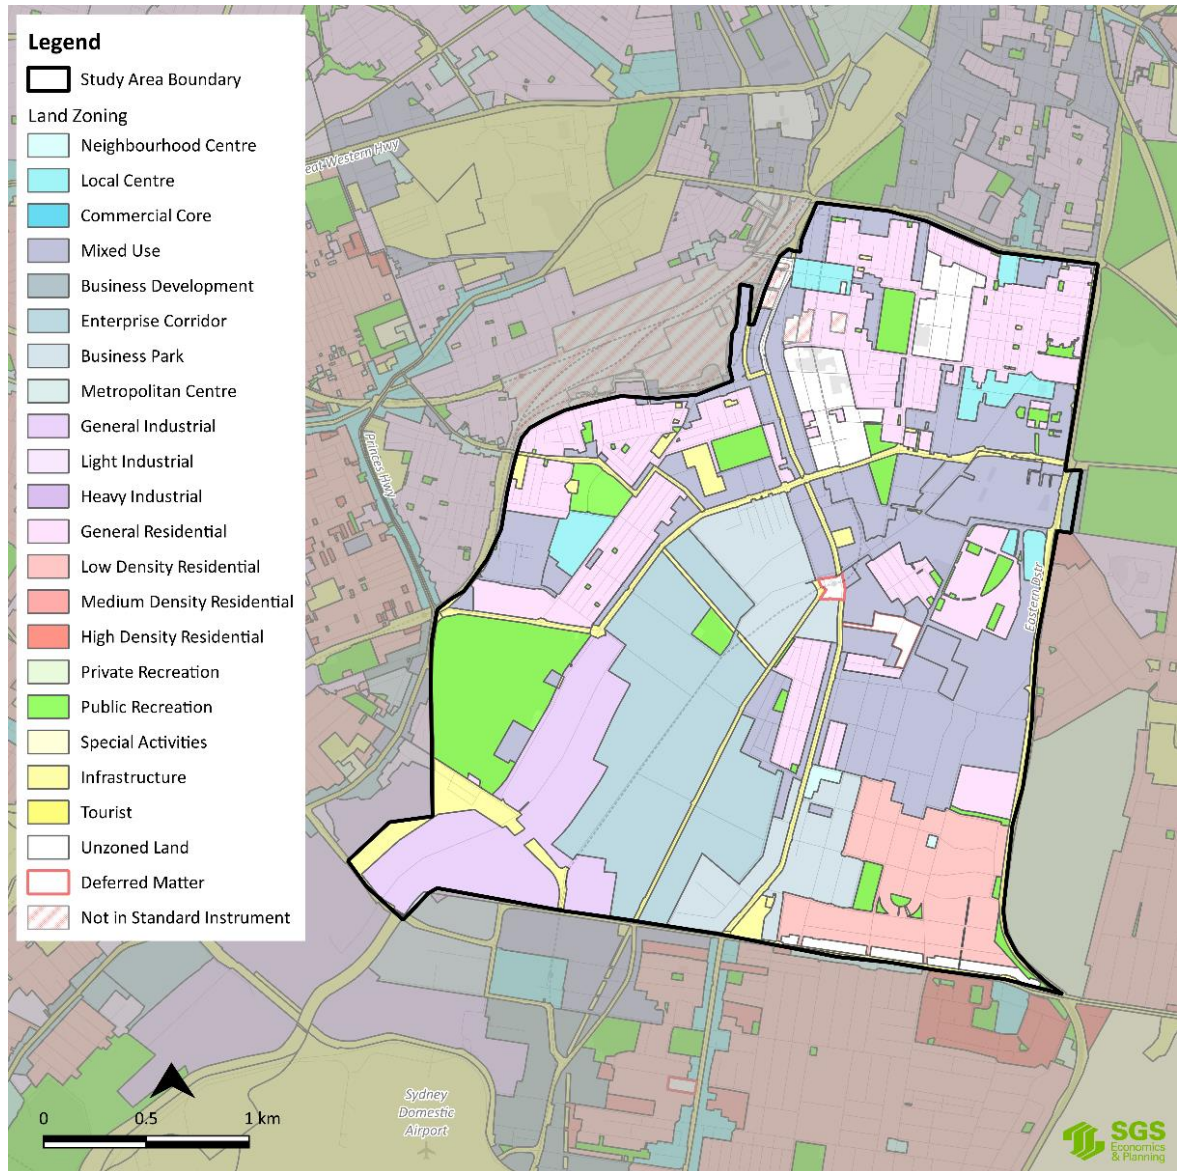 Legend
Study Area Boundary
Land Zoning
Neighbourhood Centre
Local Centre
Commercial Core
Mixed Use
Business Development
Enterprise Corridor
Business Park
Metropolitan Centre
General Industrial
Light Industrial
Heavy Industrial
General Residential
Low Density Residential
Medium Density Residential
High Density Residential
Private Recreation
Public Recreation
Special Activities
Infrastructure
Tourist
Unzoned Land
Deferred Matter
Not in Standard Instrument
eat Western Hwy
Princes Hwy
Eastern Dstr
Sydney
Domestic
Airport
0 0.5 1 km
SGS
Economics
& Planning